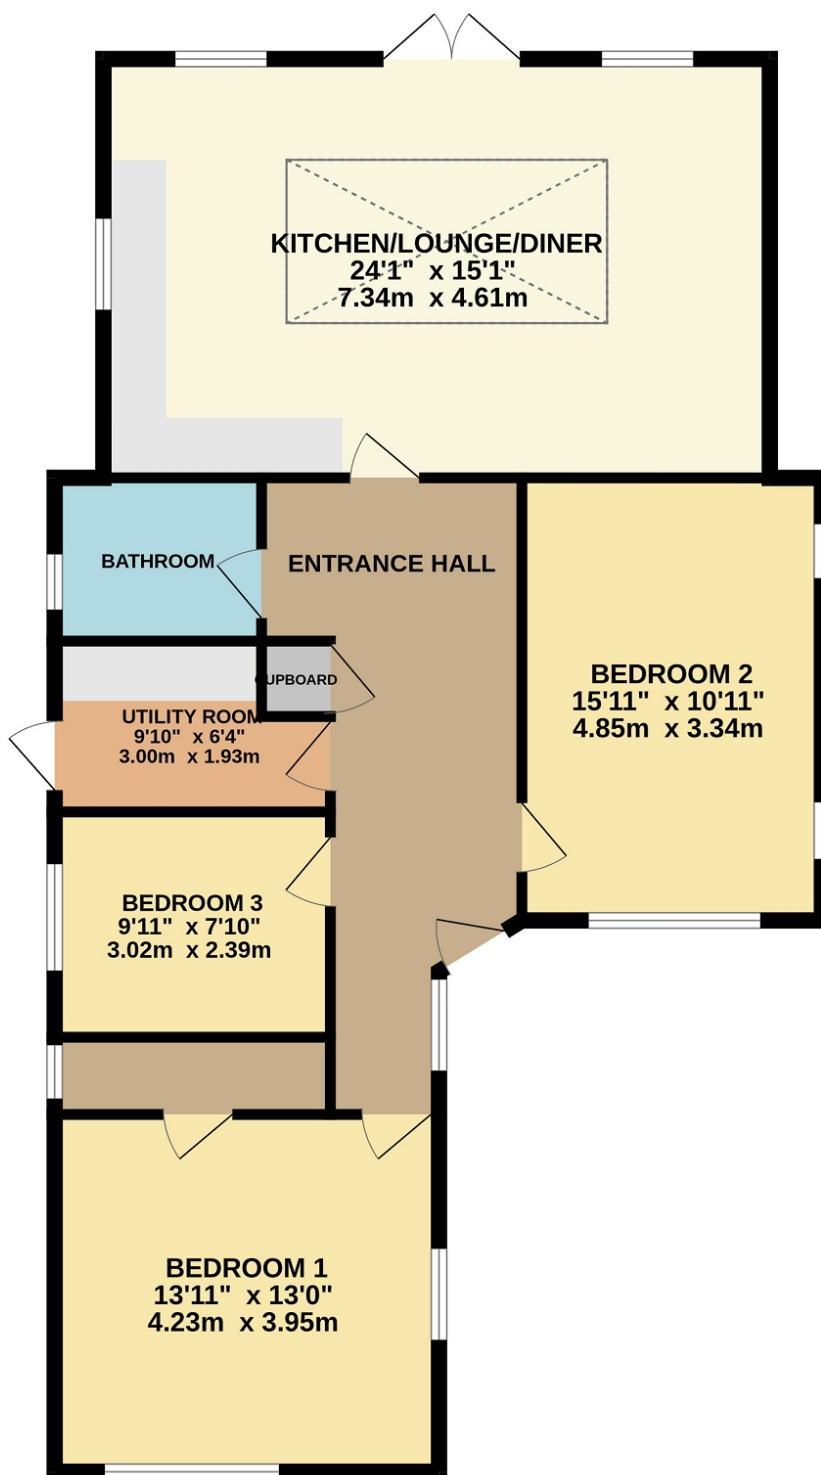 KITCHEN/LOUNGE/DINER
24'1" x 15'1"
7.34m x 4.61m
BATHROOM
ENTRANCE HALL
CUPBOARD
BEDROOM 2
15'11" x 10'11"
4.85m x 3.34m
UTILITY ROOM
9'10" x 6'4"
3.00m x 1.93m
BEDROOM 3
9'11" x 7'10"
3.02m x 2.39m
BEDROOM 1
13'11" x 13'0"
4.23m x 3.95m